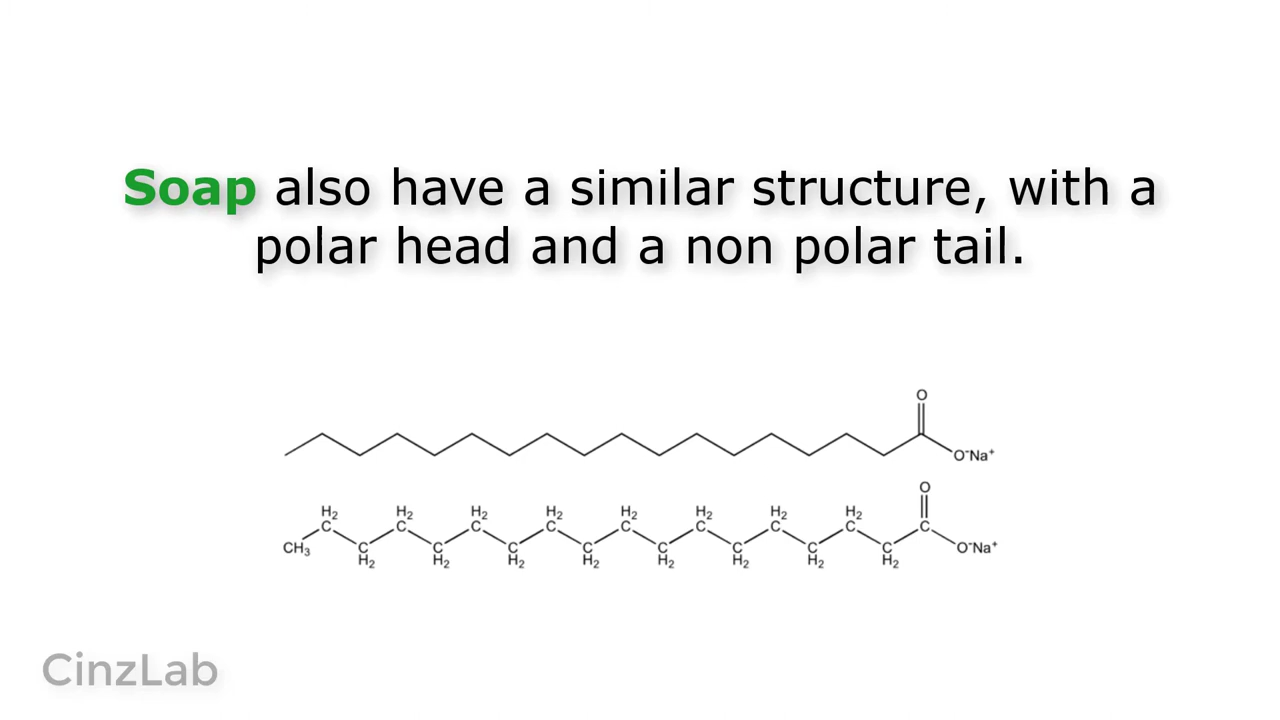 Soap also have a similar structure, with a
polar head and a non polar tail.
O
O⁻Na⁺
O
H₂ H₂ H₂ H₂ H₂ H₂ H₂ H₂
C C C C C C C C C
CH₃ C C C C C C C C O⁻Na⁺
H₂ H₂ H₂ H₂ H₂ H₂ H₂ H₂
CinzLab